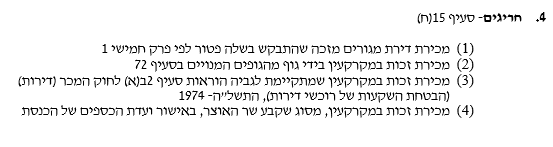 4. חריגים- סעיף 15(ח)
(1) מכירת דירת מגורים מזכה שהתבקש בשלה פטור לפי פרק חמישי 1
(2) מכירת זכות במקרקעין בידי גוף מהגופים המנויים בסעיף 72
(3) מכירת זכות במקרקעין שמתקיימת לגביה הוראות סעיף 2ב(א) לחוק המכר (דירות)
(הבטחת השקעות של רוכשי דירות), התשל"ה- 1974
(4) מכירת זכות במקרקעין, מסוג שקבע שר האוצר, באישור ועדת הכספים של הכנסת